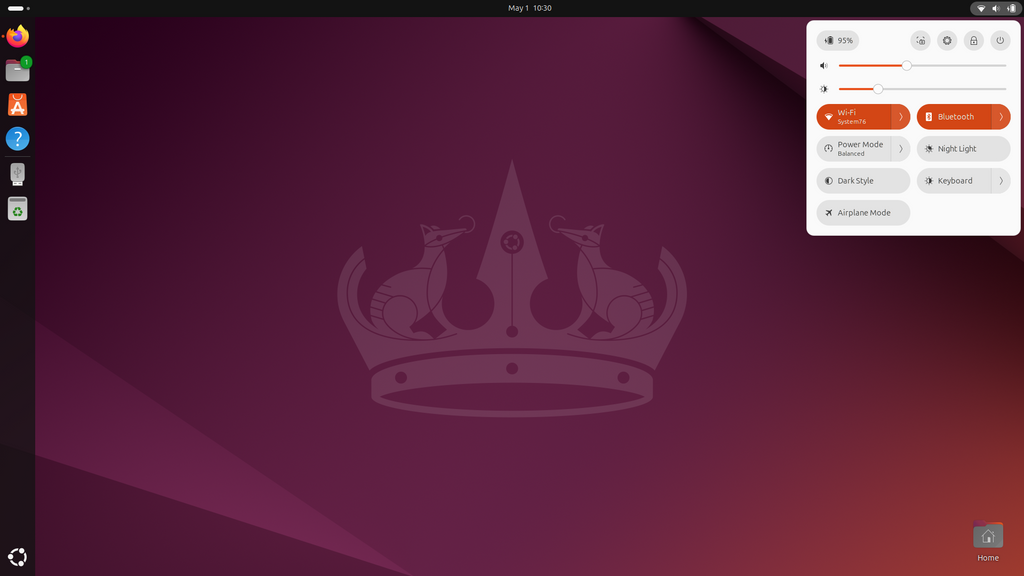 May 1 10:30
1
95%
Wi-Fi
System76
Bluetooth
Power Mode
Balanced
Night Light
Dark Style
Keyboard
Airplane Mode
Home